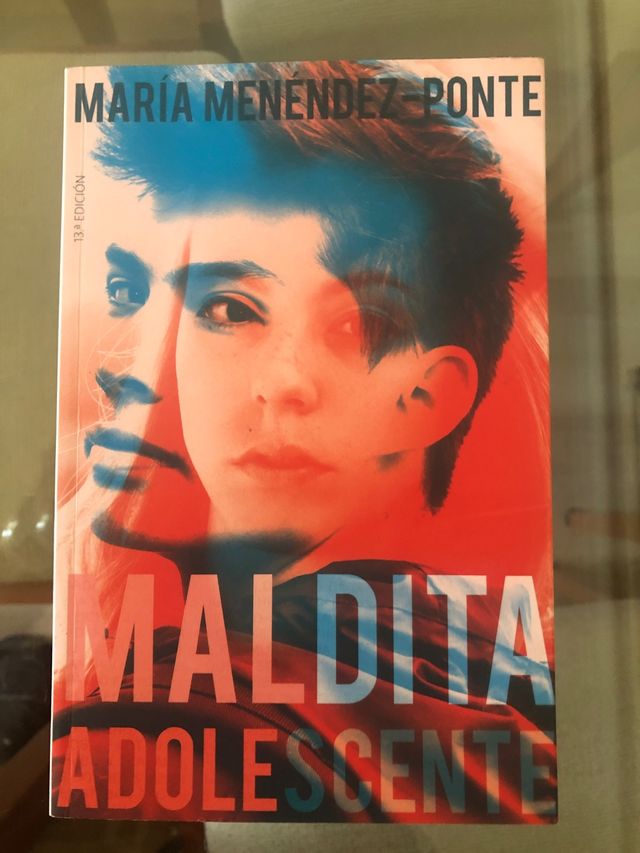 MARÍA MENÉNDEZ-PONTE
13.ª EDICIÓN
MALDITA
ADOLESCENTE